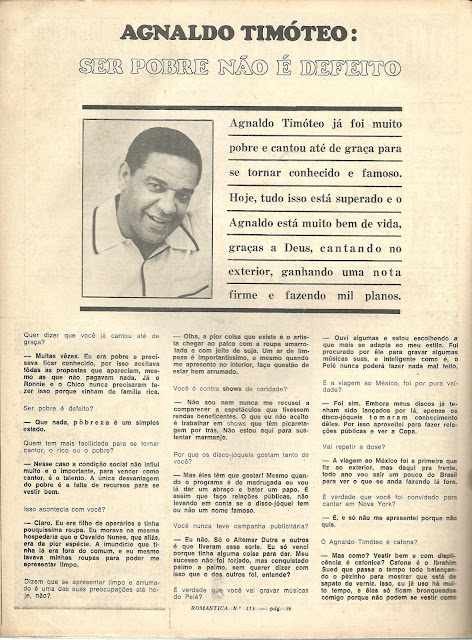 AGNALDO TIMÓTEO:
SER POBRE NÃO É DEFEITO
Agnaldo Timóteo já foi muito
pobre e cantou até de graça para
se tornar conhecido e famoso.
Hoje, tudo isso está superado e o
Agnaldo está muito bem de vida,
graças a Deus, cantando no
exterior, ganhando uma nota
firme e fazendo mil planos.
Quer dizer que você já cantou até de
graça?
— Muitas vêzes. Eu era pobre e preci-
sava ficar conhecido, por isso aceitava
tôdas as propostas que apareciam, mes-
mo as que não pagavam nada. Já o
Ronnie e o Chico nunca precisaram fa-
zer isso porque vinham de família rica.
Ser pobre é defeito?
— Que nada, pobreza é um simples
estado.
Quem tem mais facilidade para se tornar
cantor, o rico ou o pobre?
— Nesse caso a condição social não influi
muito e o importante, para vencer como
cantor, é o talento. A única desvantagem
do pobre é a falta de recursos para se
vestir bem.
Isso aconteceu com você?
— Claro. Eu era filho de operários e tinha
pouquíssima roupa. Eu morava na mesma
hospedaria que o Osvaldo Nunes, que aliás,
era da pior espécie. A imundície que ti-
nha lá era fora do comum, e eu mesmo
lavava minhas roupas para poder me
apresentar limpo.
Dizem que se apresentar limpo e arruma-
do é uma das suas preocupações até ho-
je, não?
— Olha, a pior coisa que existe é o artis-
ta chegar ao palco com a roupa amarro-
tada e com jeito de suja. Um ar de lim-
peza é importantíssimo, e mesmo quando
me apresento no interior, faço questão de
estar bem arrumado.
Você é contra shows de caridade?
— Não sou nem nunca me recusei a
comparecer a espetáculos que tivessem
rendas beneficentes. O que eu não aceito
é trabalhar em shows que têm picareta-
gem por trás. Não estou aqui para sus-
tentar marmanjo.
Por que os disco-jóqueis gostam tanto de
você?
— Mas êles têm que gostar! Mesmo quan-
do o programa é de madrugada eu vou
lá dar um abraço e bater um papo. É
assim que faço relações públicas, não
levando em conta se o disco-jóquei tem
ou não um nome famoso.
Você nunca teve campanha publicitária?
— Eu não. Só o Altemar Dutra e outros
é que tiveram essa sorte. Eu só venci
porque tinha alguma coisa para dar. Meu
sucesso não foi forjado, mas conquistado
palmo a palmo, sem querer dizer com
isso que o dos outros foi, entende?
É verdade que você vai gravar músicas
do Pelé?
— Ouvi algumas e estou escolhendo a
que mais se adapta ao meu estilo. Fui
procurado por êle para gravar algumas
músicas suas, e inteligente como é, o
Pelé nunca poderá fazer nada mal feito.
E a viagem ao México, foi por pura vai-
dade?
— Foi sim. Embora meus discos já te-
nham sido lançados por lá, apenas os
disco-jóqueis tomaram conhecimento
dêles. Por isso aproveitei para fazer rela-
ções públicas e ver a Copa.
Vai repetir a dose?
— A viagem ao México foi a primeira que
fiz ao exterior, mas daqui pra frente,
todo ano vou sair um pouco do Brasil
para ver o que se anda fazendo lá fora.
É verdade que você foi convidado para
cantar em Nova York?
— E, e só não me apresentei porque não
quis.
O Agnaldo Timóteo é cafona?
— Mas como? Vestir bem e com displi-
cência é cafonice? Cafona é o Ibrahim
Sued que passa o tempo todo balançan-
do o pèzinho para mostrar que está de
sapato de verniz. Isso, eu já uso há mui-
to tempo, e êles só ficam bronqueados
comigo porque não podem se vestir como
ROMÂNTICA - N.º 113 — pág. 36